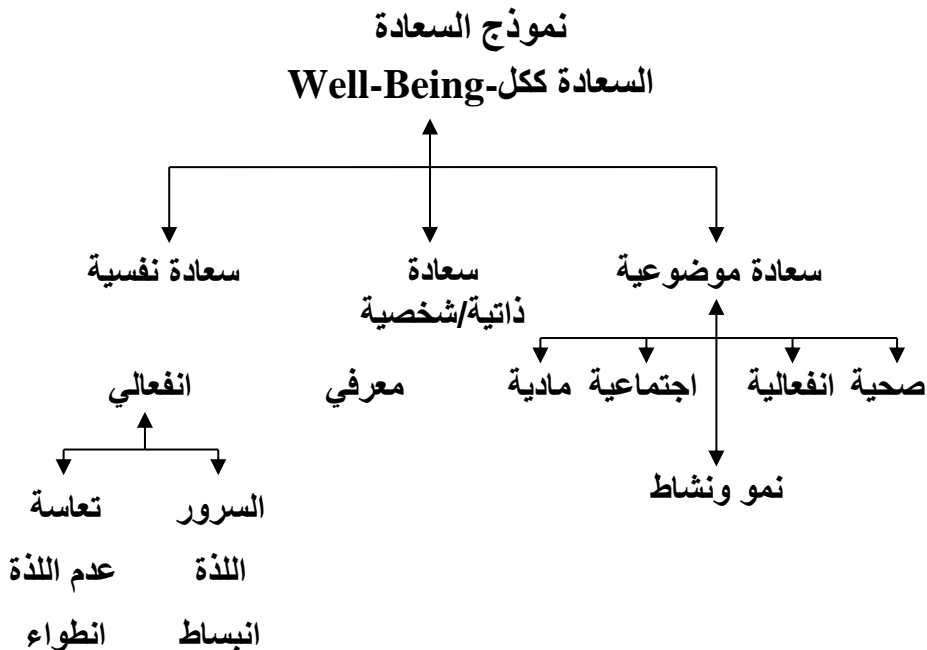 نموذج السعادة
السعادة ككل-Well-Being
سعادة موضوعية
سعادة
ذاتية/شخصية
سعادة نفسية
صحية
انفعالية
اجتماعية
مادية
معرفي
انفعالي
نمو ونشاط
السرور
تعاسة
اللذة
عدم اللذة
انبساط
انطواء